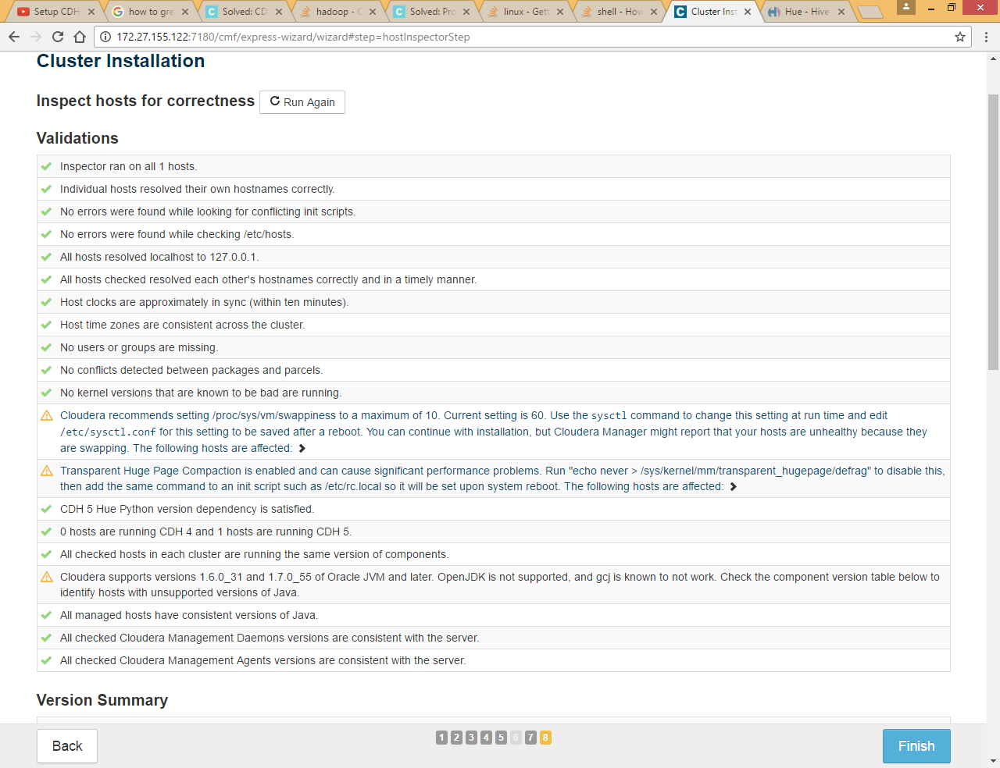 Setup CDH
how to gre
Solved: CD
hadoop - C
Solved: Pro
linux - Gett
shell - How
Cluster Inst
Hue - Hive
172.27.155.122:7180/cmf/express-wizard/wizard#step=hostInspectorStep
Cluster Installation
Inspect hosts for correctness Run Again
Validations
Inspector ran on all 1 hosts.
Individual hosts resolved their own hostnames correctly.
No errors were found while looking for conflicting init scripts.
No errors were found while checking /etc/hosts.
All hosts resolved localhost to 127.0.0.1.
All hosts checked resolved each other's hostnames correctly and in a timely manner.
Host clocks are approximately in sync (within ten minutes).
Host time zones are consistent across the cluster.
No users or groups are missing.
No conflicts detected between packages and parcels.
No kernel versions that are known to be bad are running.
Cloudera recommends setting /proc/sys/vm/swappiness to a maximum of 10. Current setting is 60. Use the sysctl command to change this setting at run time and edit
/etc/sysctl.conf for this setting to be saved after a reboot. You can continue with installation, but Cloudera Manager might report that your hosts are unhealthy because they
are swapping. The following hosts are affected:
Transparent Huge Page Compaction is enabled and can cause significant performance problems. Run "echo never > /sys/kernel/mm/transparent_hugepage/defrag" to disable this,
then add the same command to an init script such as /etc/rc.local so it will be set upon system reboot. The following hosts are affected:
CDH 5 Hue Python version dependency is satisfied.
0 hosts are running CDH 4 and 1 hosts are running CDH 5.
All checked hosts in each cluster are running the same version of components.
Cloudera supports versions 1.6.0_31 and 1.7.0_55 of Oracle JVM and later. OpenJDK is not supported, and gcj is known to not work. Check the component version table below to
identify hosts with unsupported versions of Java.
All managed hosts have consistent versions of Java.
All checked Cloudera Management Daemons versions are consistent with the server.
All checked Cloudera Management Agents versions are consistent with the server.
Version Summary
Back
1 2 3 4 5 6 7 8
Finish